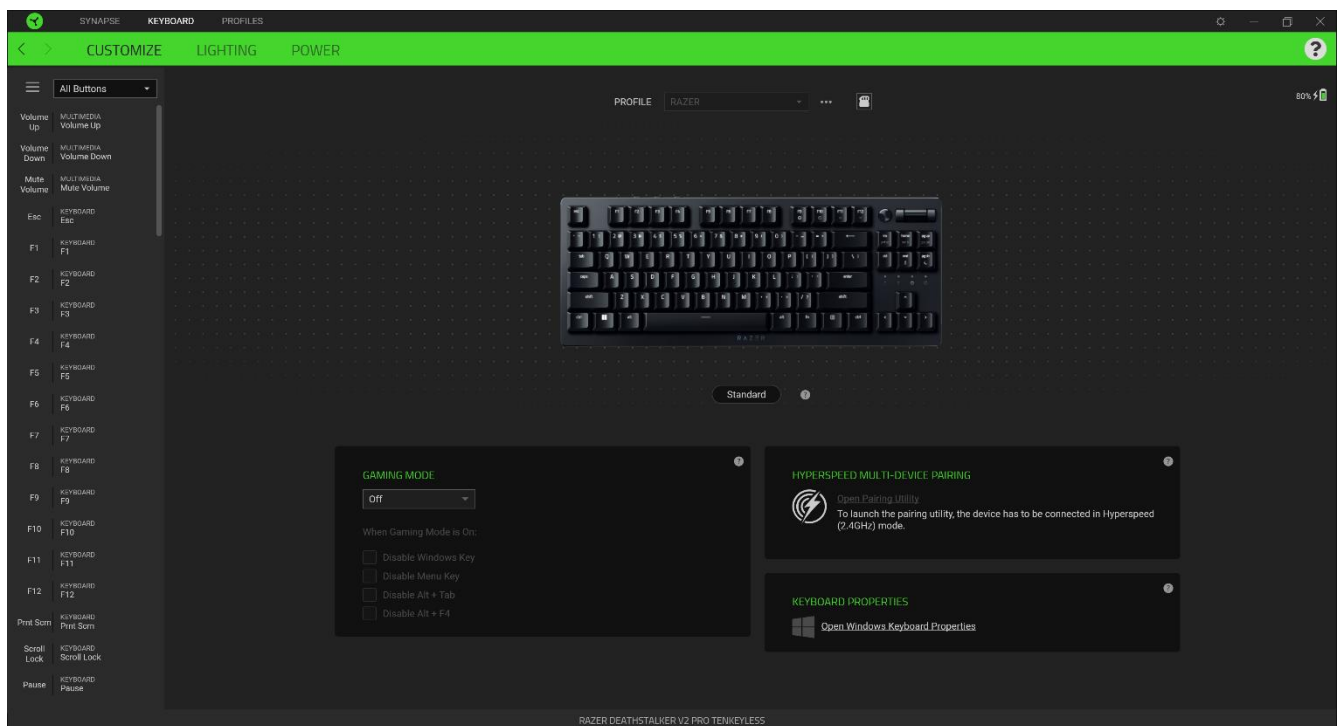 SYNAPSE KEYBOARD PROFILES
CUSTOMIZE LIGHTING POWER ?
All Buttons
PROFILE RAZER
80%
Volume Up MULTIMEDIA Volume Up
Volume Down MULTIMEDIA Volume Down
Mute Volume MULTIMEDIA Mute Volume
Esc KEYBOARD Esc
F1 KEYBOARD F1
F2 KEYBOARD F2
F3 KEYBOARD F3
F4 KEYBOARD F4
F5 KEYBOARD F5
F6 KEYBOARD F6
F7 KEYBOARD F7
F8 KEYBOARD F8
F9 KEYBOARD F9
F10 KEYBOARD F10
F11 KEYBOARD F11
F12 KEYBOARD F12
Prnt Scrn KEYBOARD Prnt Scrn
Scroll Lock KEYBOARD Scroll Lock
Pause KEYBOARD Pause
RAZER
Standard ?
GAMING MODE ?
Off
When Gaming Mode is On:
Disable Windows Key
Disable Menu Key
Disable Alt + Tab
Disable Alt + F4
HYPERSPEED MULTI-DEVICE PAIRING ?
Open Pairing Utility
To launch the pairing utility, the device has to be connected in Hyperspeed
(2.4GHz) mode.
KEYBOARD PROPERTIES ?
Open Windows Keyboard Properties
RAZER DEATHSTALKER V2 PRO TENKEYLESS